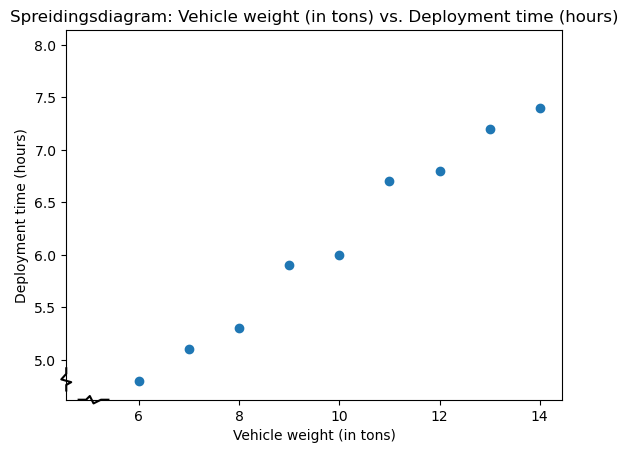 Spreidingsdiagram: Vehicle weight (in tons) vs. Deployment time (hours)
8.0
7.5
7.0
6.5
6.0
5.5
5.0
Deployment time (hours)
6 8 10 12 14
Vehicle weight (in tons)